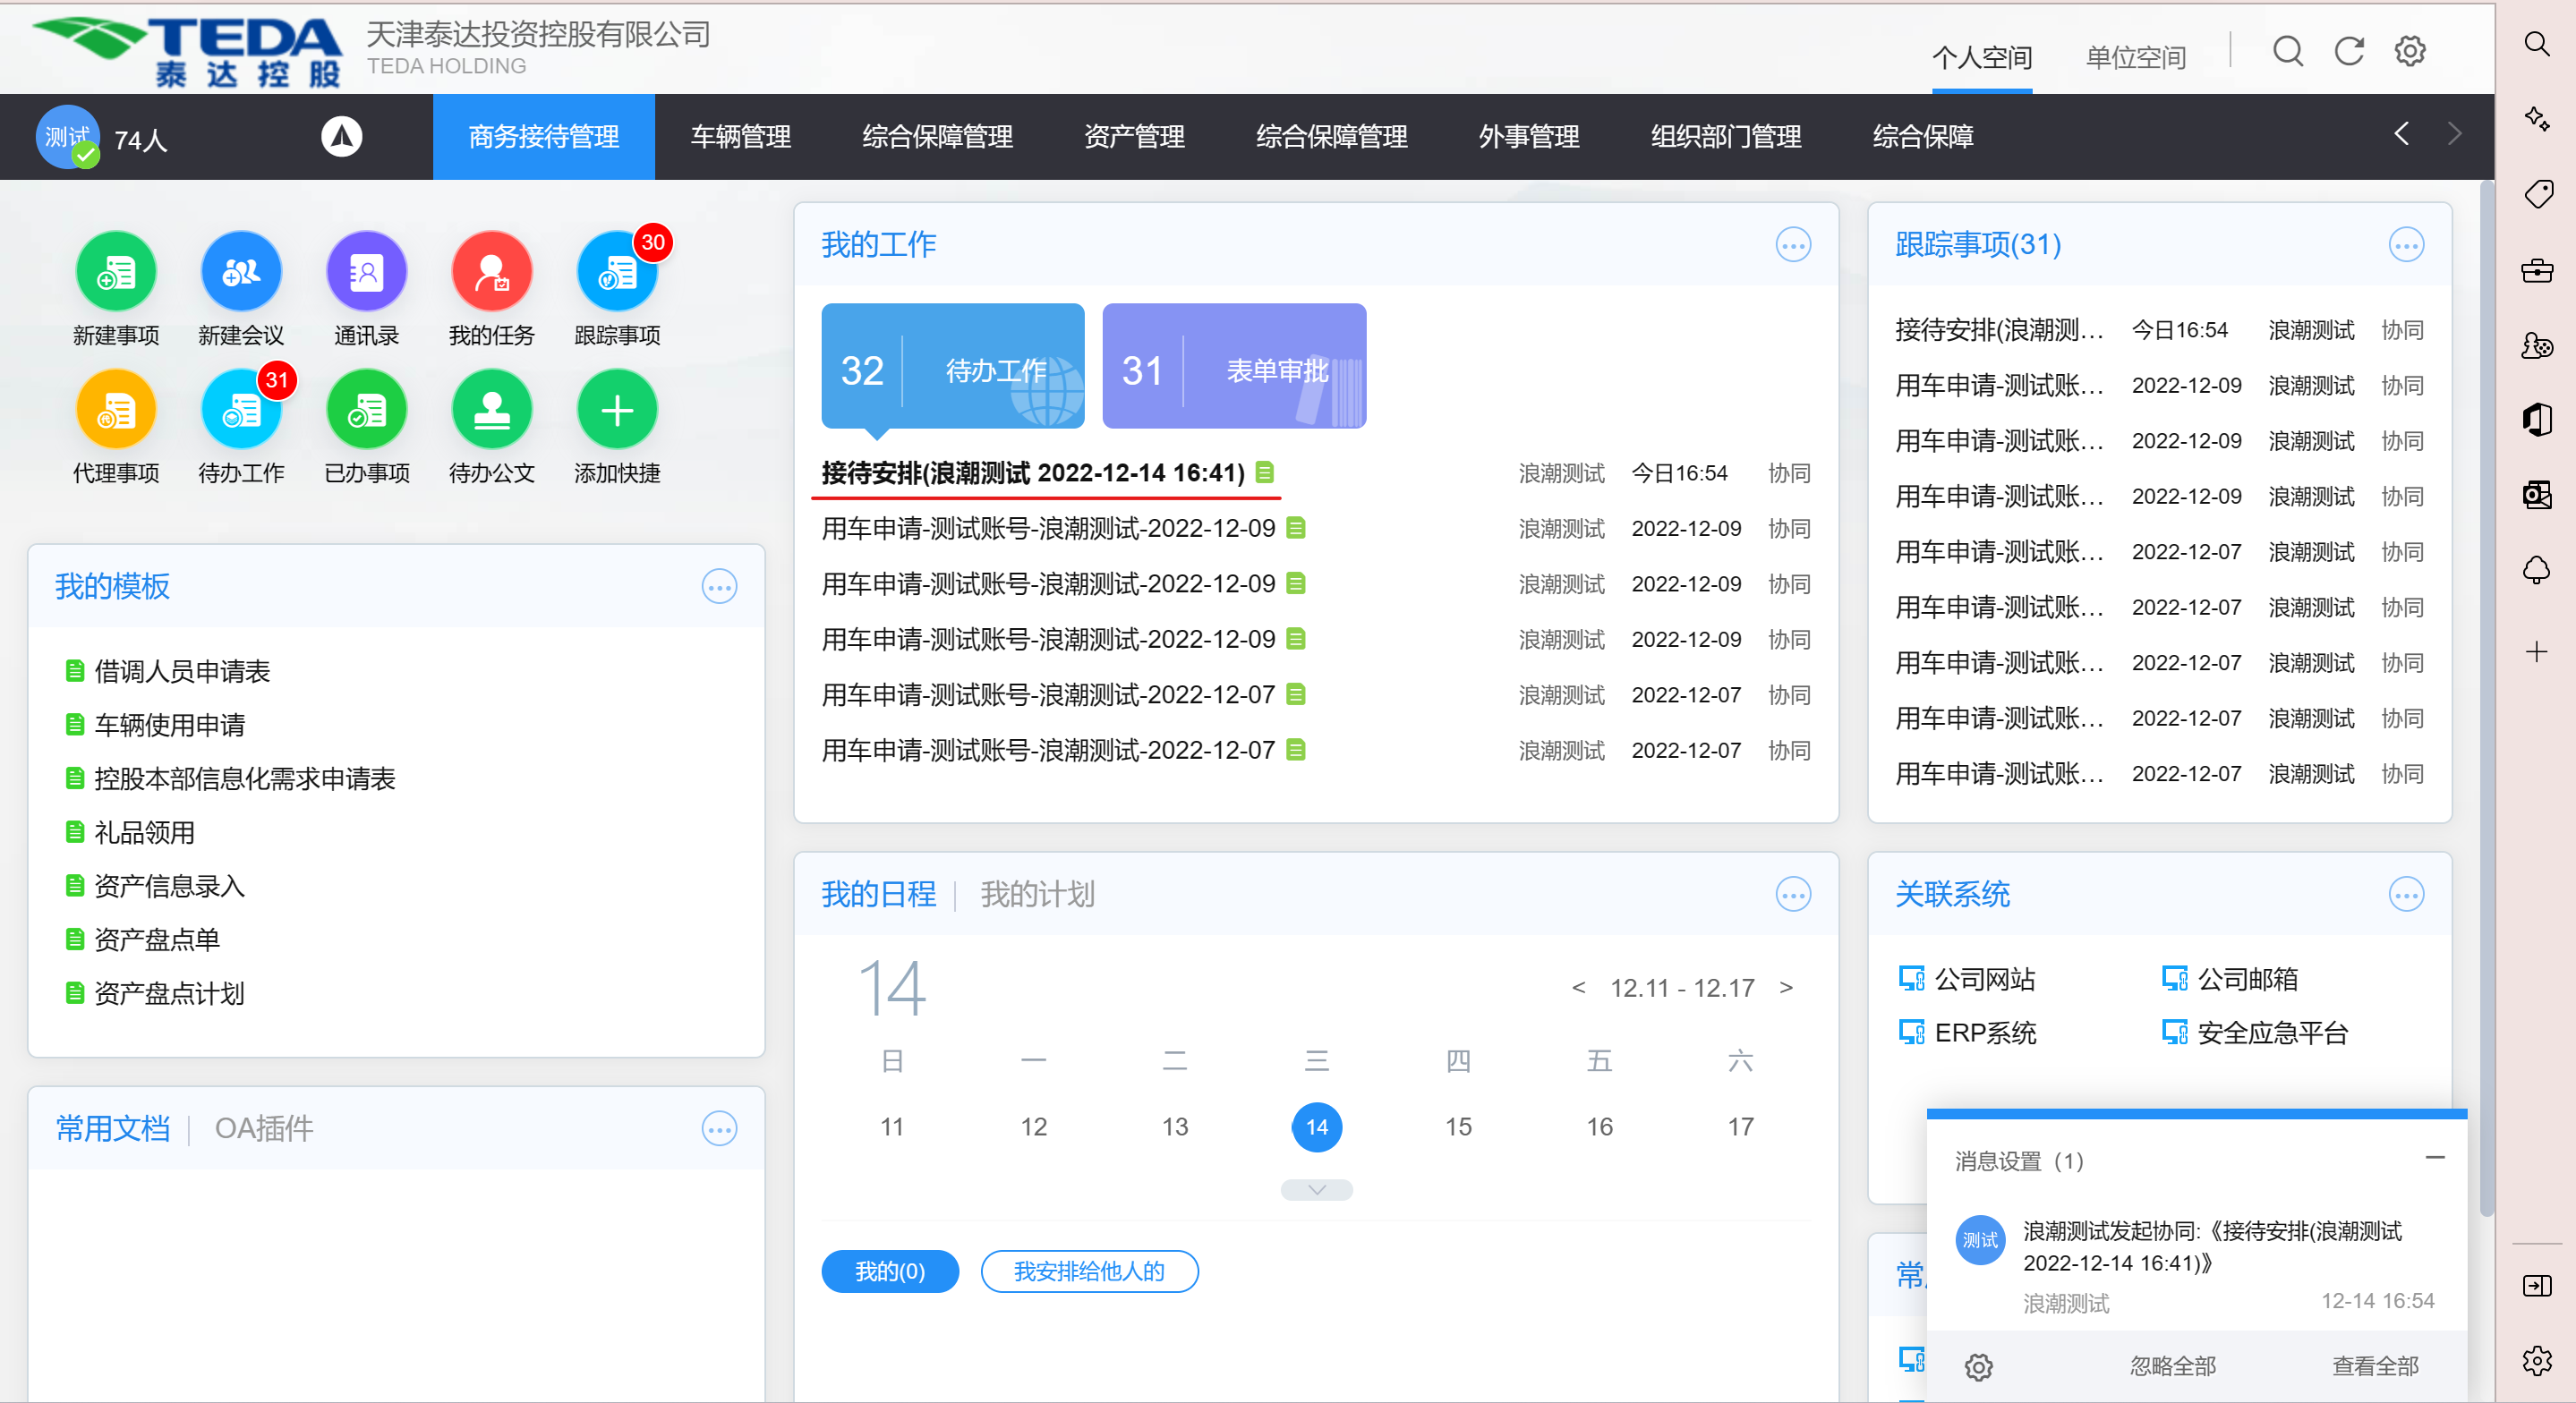 TEDA
泰达控股
天津泰达投资控股有限公司
TEDA HOLDING
个人空间
单位空间
测试
74人
商务接待管理
车辆管理
综合保障管理
资产管理
综合保障管理
外事管理
组织部门管理
综合保障
新建事项
新建会议
通讯录
我的任务
30
跟踪事项
代理事项
31
待办工作
已办事项
待办公文
添加快捷
我的模板
借调人员申请表
车辆使用申请
控股本部信息化需求申请表
礼品领用
资产信息录入
资产盘点单
资产盘点计划
常用文档
OA插件
我的工作
32 待办工作
31 表单审批
接待安排(浪潮测试 2022-12-14 16:41) 浪潮测试 今日16:54 协同
用车申请-测试账号-浪潮测试-2022-12-09 浪潮测试 2022-12-09 协同
用车申请-测试账号-浪潮测试-2022-12-09 浪潮测试 2022-12-09 协同
用车申请-测试账号-浪潮测试-2022-12-09 浪潮测试 2022-12-09 协同
用车申请-测试账号-浪潮测试-2022-12-07 浪潮测试 2022-12-07 协同
用车申请-测试账号-浪潮测试-2022-12-07 浪潮测试 2022-12-07 协同
我的日程
我的计划
14
< 12.11 - 12.17 >
日 一 二 三 四 五 六
11 12 13 14 15 16 17
我的(0)
我安排给他人的
跟踪事项(31)
接待安排(浪潮测... 今日16:54 浪潮测试 协同
用车申请-测试账... 2022-12-09 浪潮测试 协同
用车申请-测试账... 2022-12-09 浪潮测试 协同
用车申请-测试账... 2022-12-09 浪潮测试 协同
用车申请-测试账... 2022-12-07 浪潮测试 协同
用车申请-测试账... 2022-12-07 浪潮测试 协同
用车申请-测试账... 2022-12-07 浪潮测试 协同
用车申请-测试账... 2022-12-07 浪潮测试 协同
用车申请-测试账... 2022-12-07 浪潮测试 协同
关联系统
公司网站
公司邮箱
ERP系统
安全应急平台
常
消息设置（1）
测试
浪潮测试发起协同:《接待安排(浪潮测试
2022-12-14 16:41)》
浪潮测试 12-14 16:54
忽略全部
查看全部